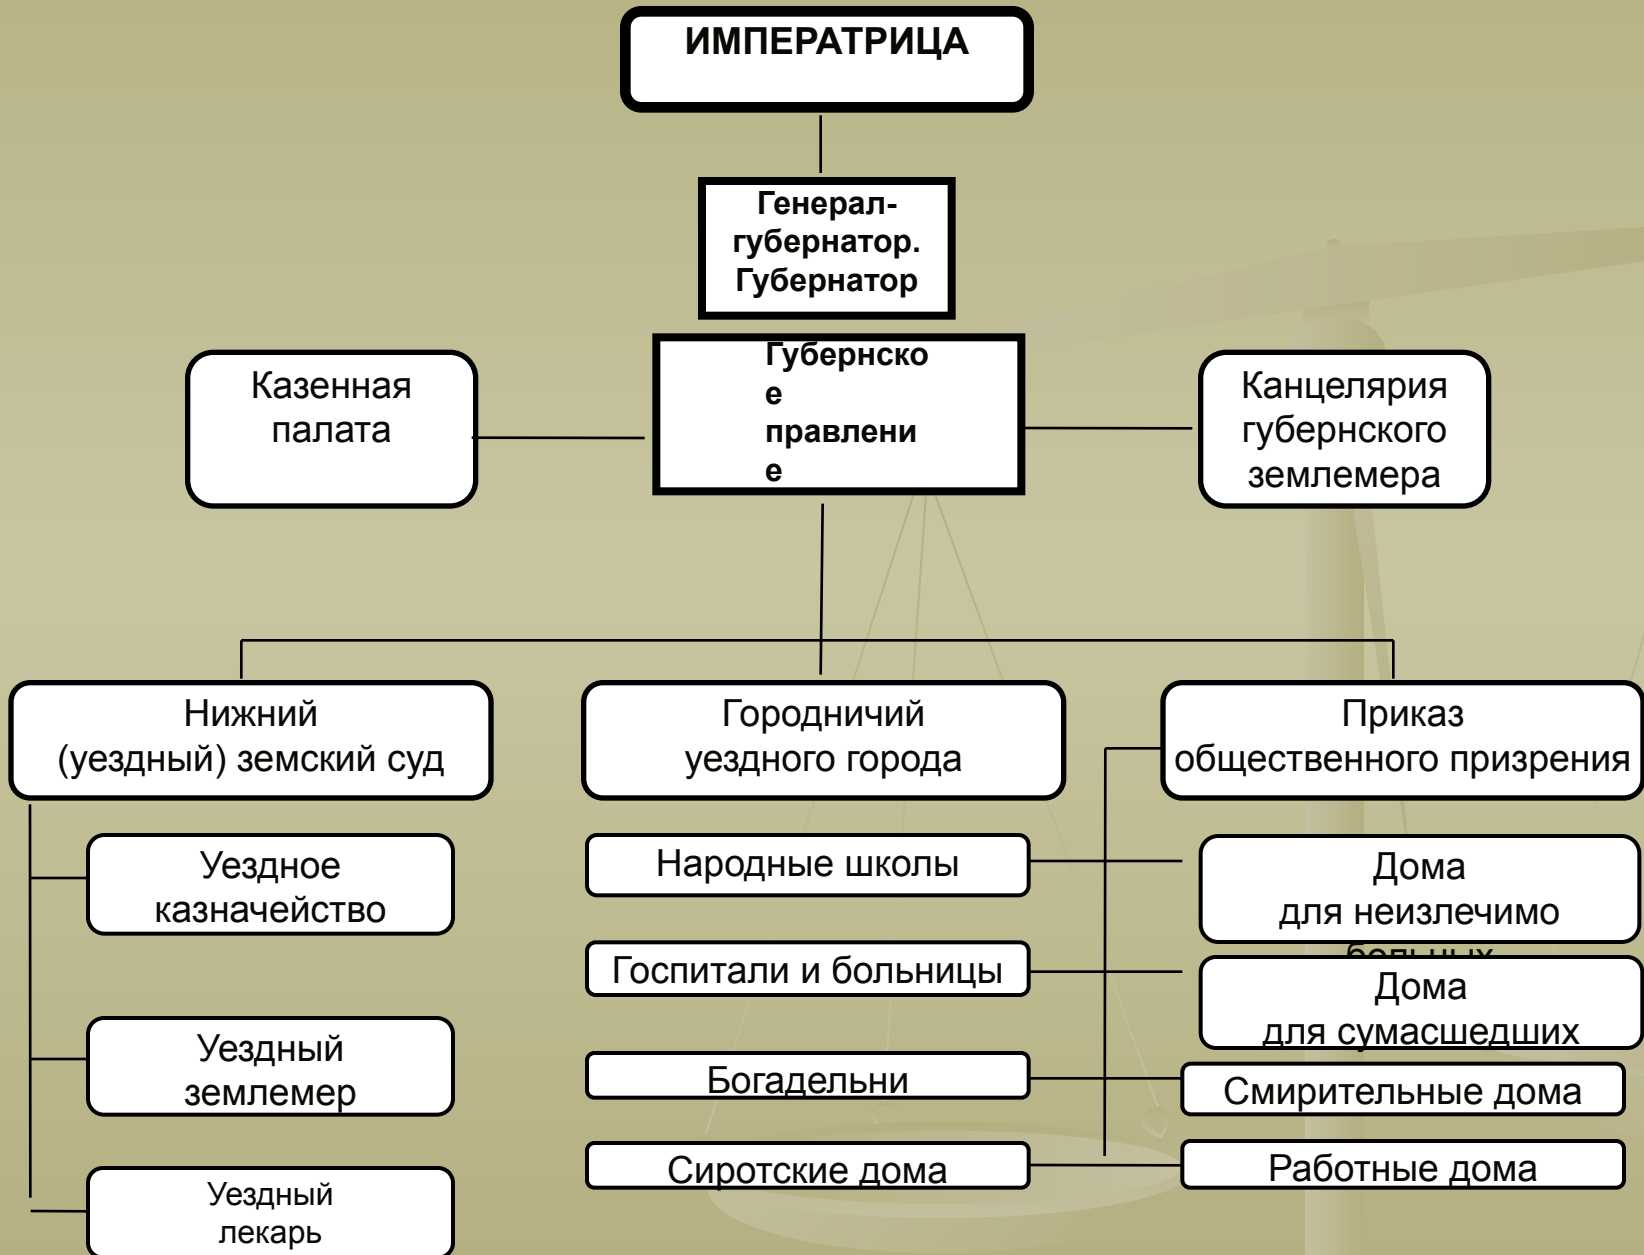 ИМПЕРАТРИЦА
Генерал-
губернатор.
Губернатор
Казенная
палата
Губернско
е
правлени
е
Канцелярия
губернского
землемера
Нижний
(уездный) земский суд
Городничий
уездного города
Приказ
общественного призрения
Уездное
казначейство
Уездный
землемер
Уездный
лекарь
Народные школы
Госпитали и больницы
Богадельни
Сиротские дома
Дома
для неизлечимо
больных
Дома
для сумасшедших
Смирительные дома
Работные дома